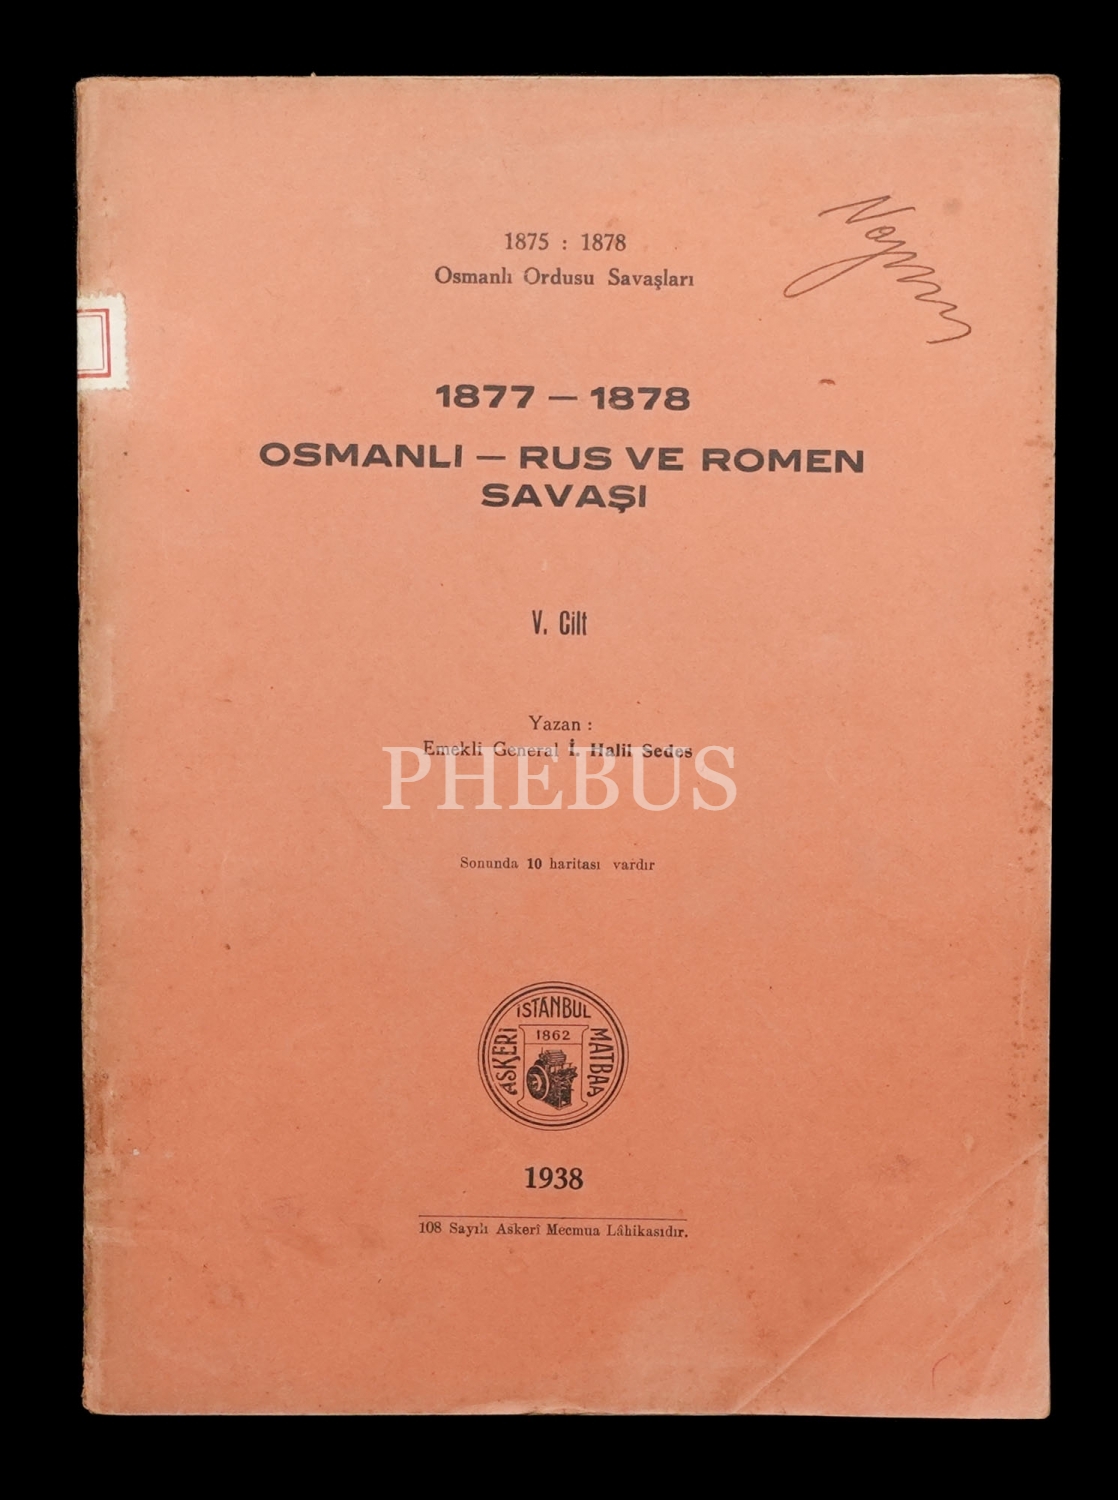 1875 : 1878
Osmanlı Ordusu Savaşları
1877 — 1878
OSMANLI — RUS VE ROMEN
SAVAŞI
V. Cilt
Yazan :
Emekli General İ. Halil Sedes
PHEBUS
Sonunda 10 haritası vardır
ASKERİ İSTANBUL MATBAA
1862
1938
108 Sayılı Askerî Mecmua Lâhikasıdır.